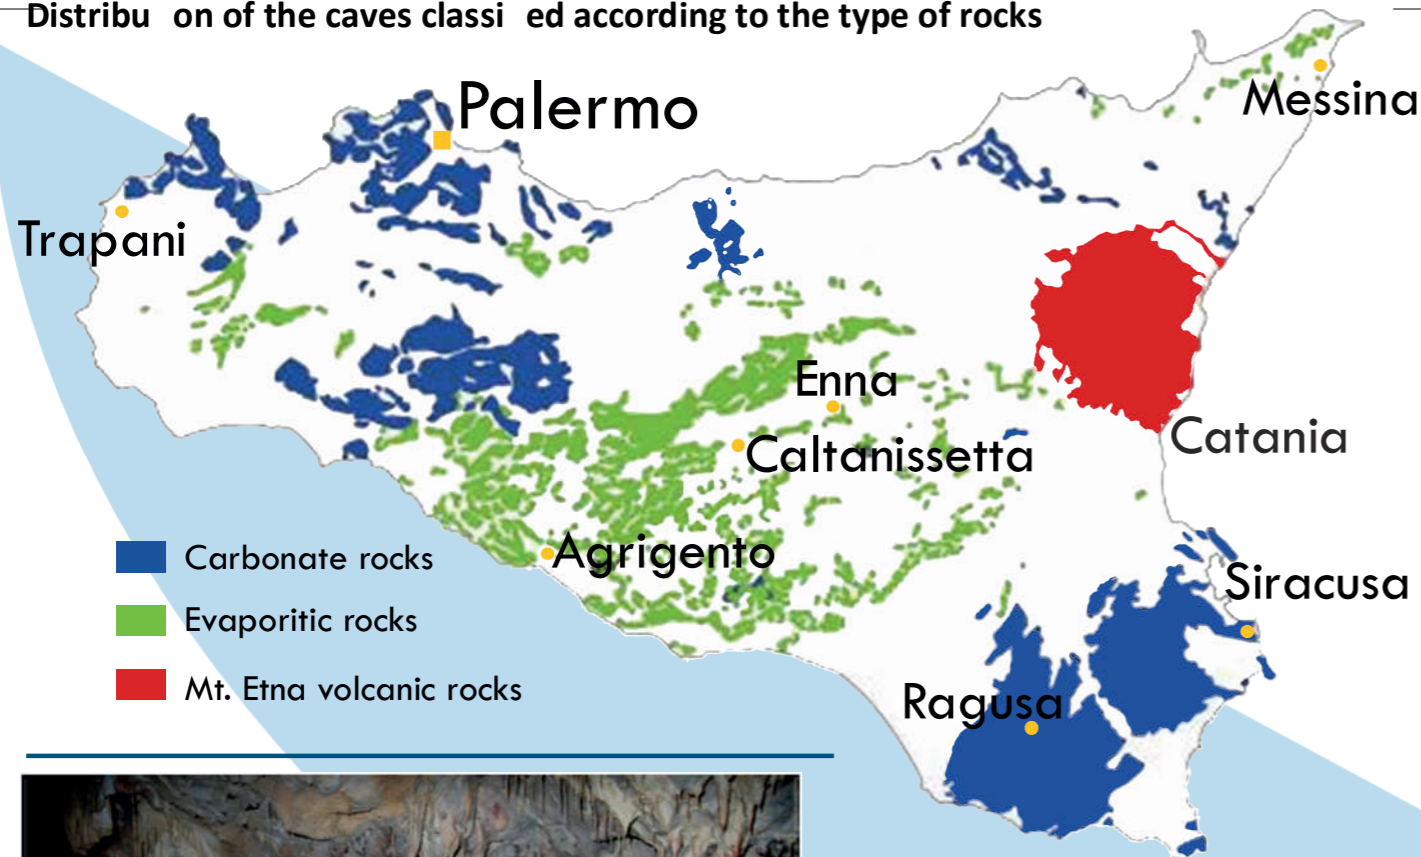 Distribu on of the caves classi ed according to the type of rocks
Palermo
Messina
Trapani
Enna
Catania
Caltanissetta
Agrigento
Carbonate rocks
Siracusa
Evaporitic rocks
Mt. Etna volcanic rocks
Ragusa